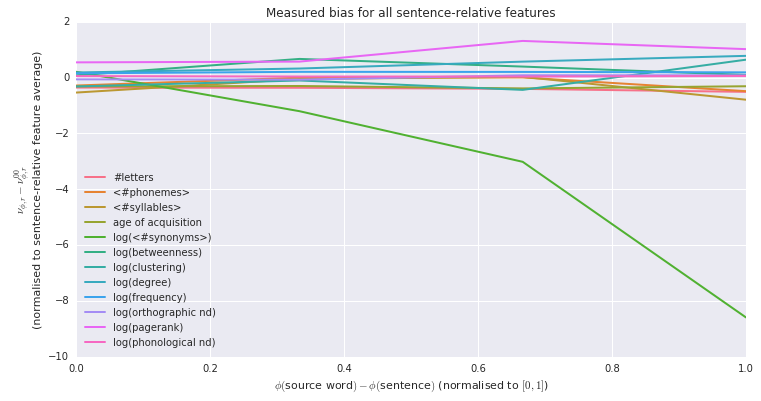 Measured bias for all sentence-relative features
2
0
−2
−4
−6
−8
−10
ν_{φ,r} − ν_{φ,r}^{00}
(normalised to sentence-relative feature average)
#letters
<#phonemes>
<#syllables>
age of acquisition
log(<#synonyms>)
log(betweenness)
log(clustering)
log(degree)
log(frequency)
log(orthographic nd)
log(pagerank)
log(phonological nd)
0.0 0.2 0.4 0.6 0.8 1.0
ϕ(source word) − ϕ(sentence) (normalised to [0, 1])